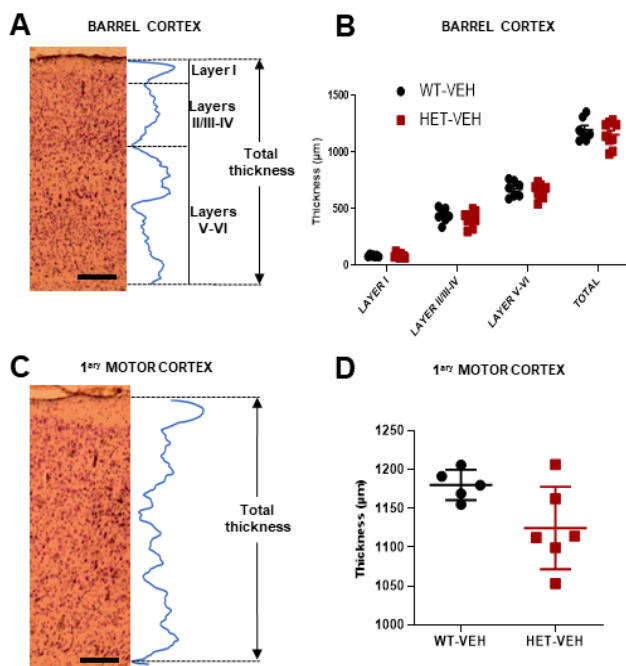 A
BARREL CORTEX
Layer I
Layers
II/III-IV
Total
thickness
Layers
V-VI
B
BARREL CORTEX
WT-VEH
HET-VEH
Thickness (µm)
1500
1000
500
0
LAYER I
LAYER II/III-IV
LAYER V-VI
TOTAL
C
1ary MOTOR CORTEX
Total
thickness
D
1ary MOTOR CORTEX
Thickness (µm)
1250
1200
1150
1100
1050
1000
WT-VEH
HET-VEH